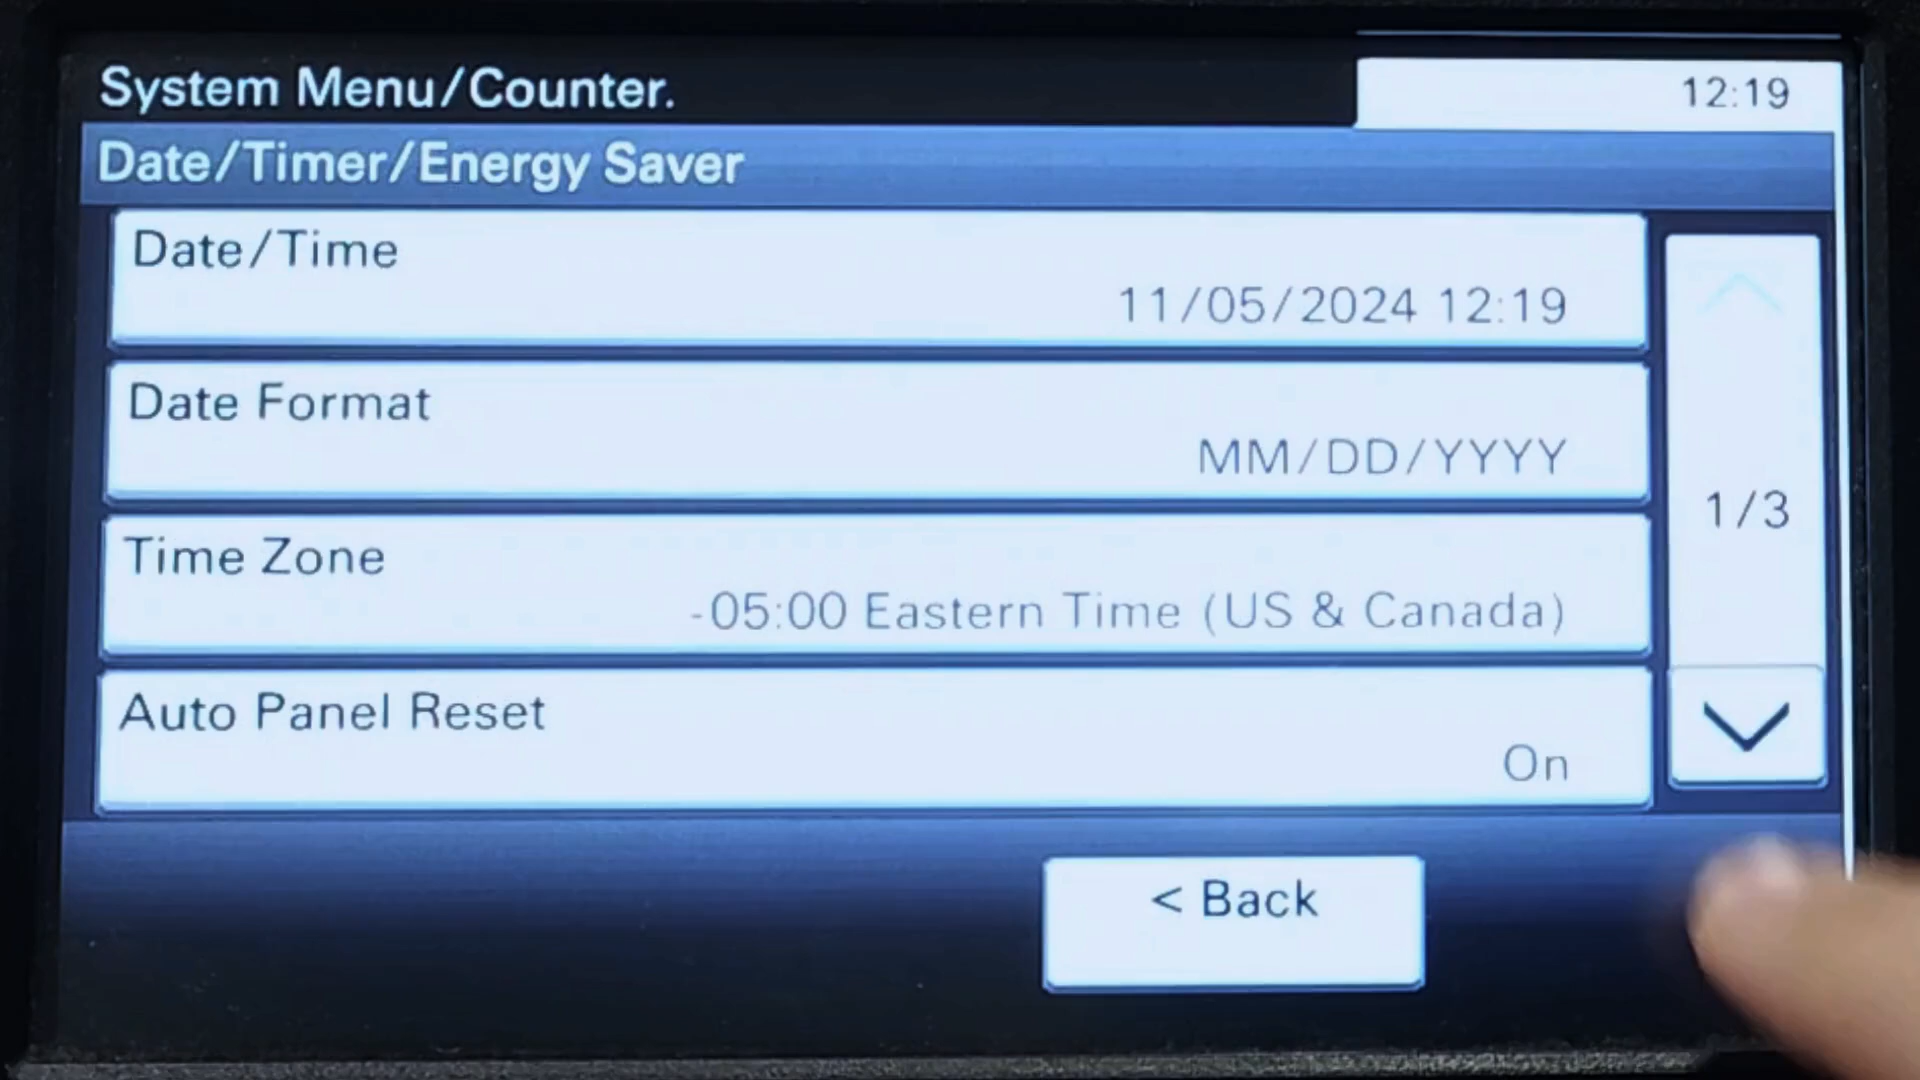 System Menu/Counter.
12:19
Date/Timer/Energy Saver
Date/Time
11/05/2024 12:19
Date Format
MM/DD/YYYY
Time Zone
-05:00 Eastern Time (US & Canada)
Auto Panel Reset
On
1/3
< Back